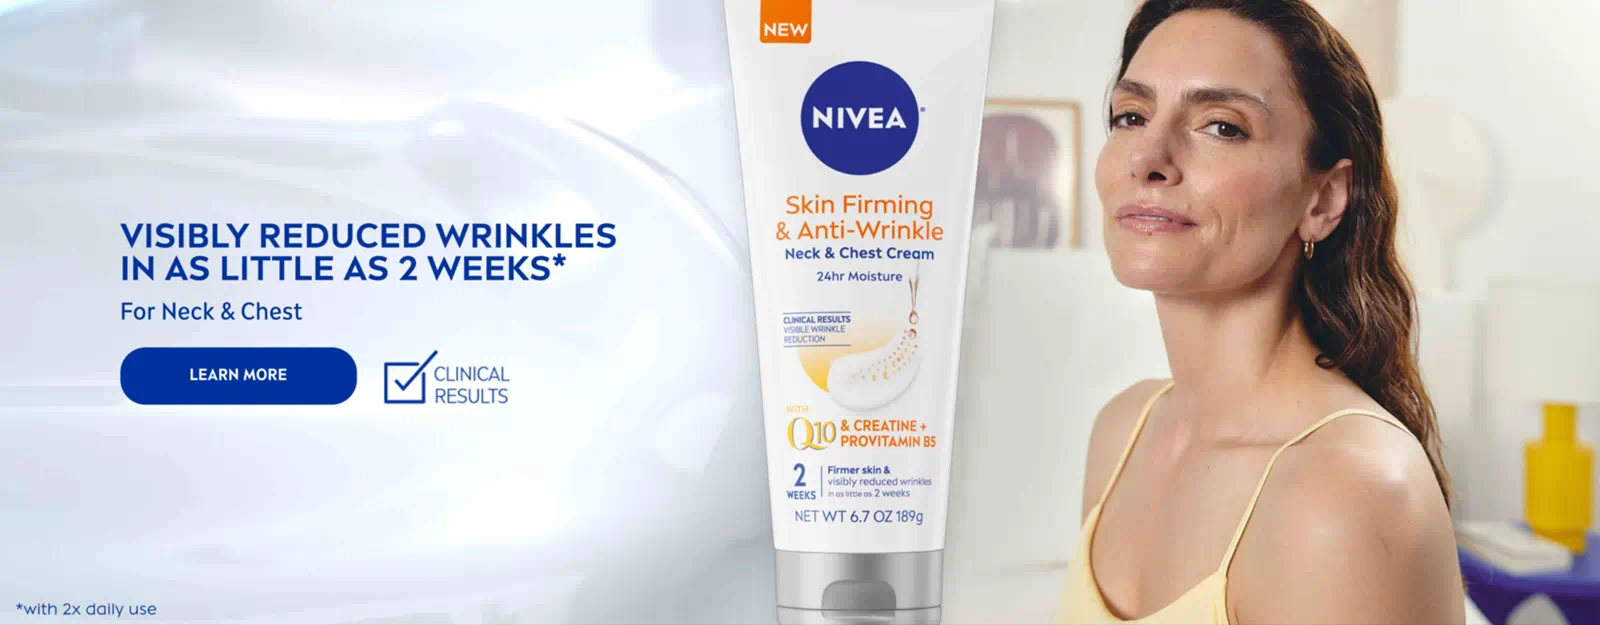 VISIBLY REDUCED WRINKLES
IN AS LITTLE AS 2 WEEKS*
For Neck & Chest
LEARN MORE
CLINICAL
RESULTS
*with 2x daily use
NEW
NIVEA
Skin Firming
& Anti-Wrinkle
Neck & Chest Cream
24hr Moisture
CLINICAL RESULTS
VISIBLE WRINKLE
REDUCTION
WITH
Q10 & CREATINE +
PROVITAMIN B5
2
WEEKS
Firmer skin &
visibly reduced wrinkles
in as little as 2 weeks
NET WT 6.7 OZ 189g